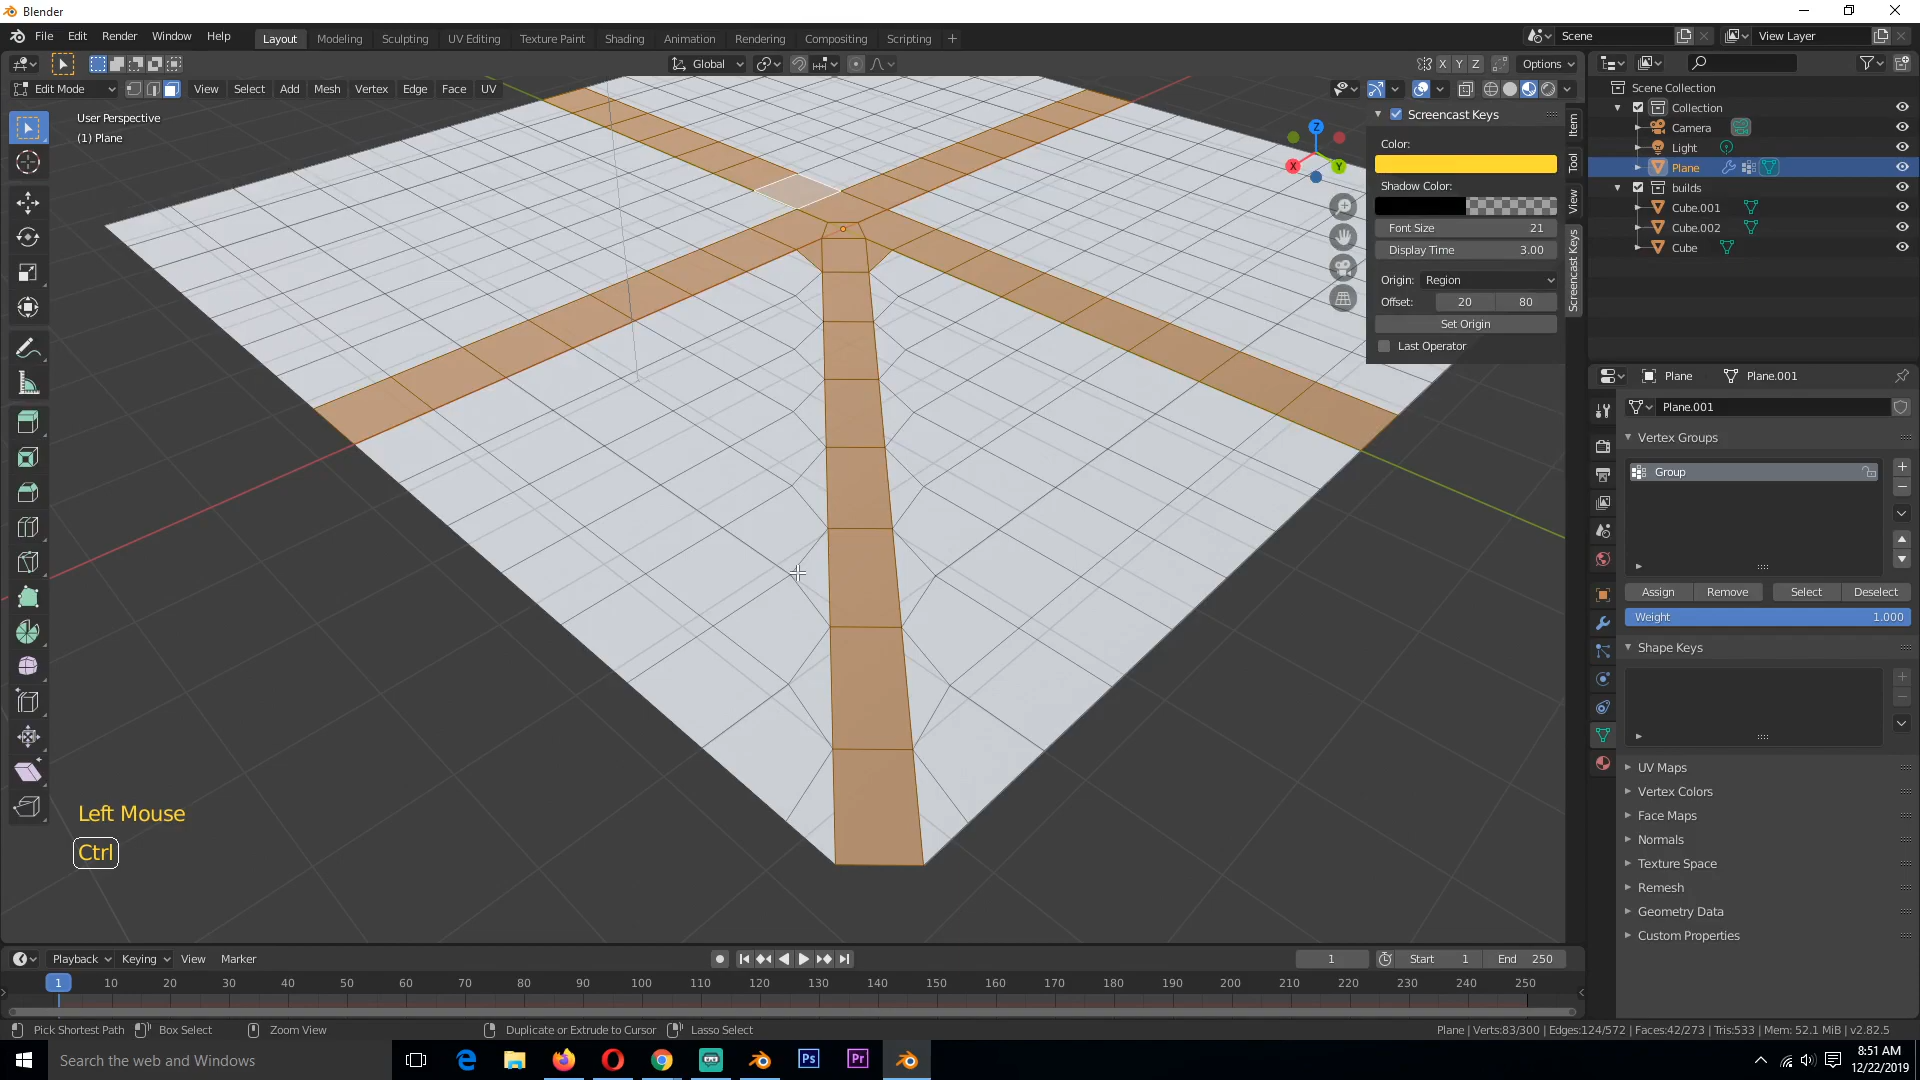 Blender
File Edit Render Window Help
Layout Modeling Sculpting UV Editing Texture Paint Shading Animation Rendering Compositing Scripting +
Scene
View Layer
Global
X Y Z
Options
Edit Mode
View Select Add Mesh Vertex Edge Face UV
User Perspective
(1) Plane
Z
X
Y
Screencast Keys
Color:
Shadow Color:
Font Size 21
Display Time 3.00
Origin: Region
Offset: 20 80
Set Origin
Last Operator
Item
Tool
View
Screencast Keys
Scene Collection
Collection
Camera
Light
Plane
builds
Cube.001
Cube.002
Cube
Plane Plane.001
Plane.001
Vertex Groups
Group
Assign Remove Select Deselect
Weight 1.000
Shape Keys
UV Maps
Vertex Colors
Face Maps
Normals
Texture Space
Remesh
Geometry Data
Custom Properties
Left Mouse
Ctrl
Playback Keying View Marker
1
Start 1
End 250
1 10 20 30 40 50 60 70 80 90 100 110 120 130 140 150 160 170 180 190 200 210 220 230 240 250
Pick Shortest Path Box Select Zoom View Duplicate or Extrude to Cursor Lasso Select
Plane | Verts:83/300 | Edges:124/572 | Faces:42/273 | Tris:533 | Mem: 52.1 MiB | v2.82.5
Search the web and Windows
Ps
Pr
8:51 AM
12/22/2019